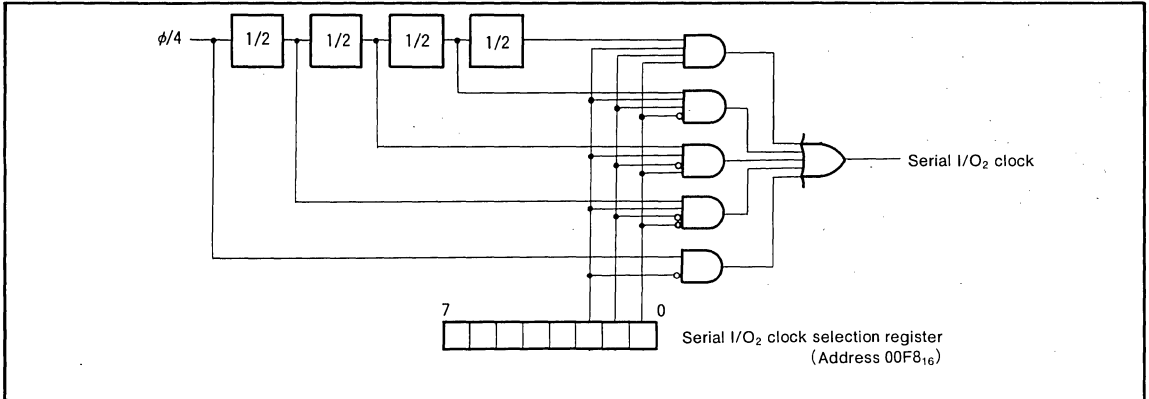 φ/4 1/2 1/2 1/2 1/2
Serial I/O₂ clock
7 0
Serial I/O₂ clock selection register
(Address 00F8₁₆)